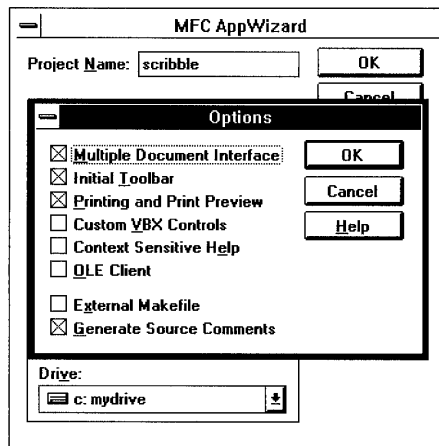 MFC AppWizard
Project Name: scribble
OK
Cancel
Options
Multiple Document Interface
Initial Toolbar
Printing and Print Preview
Custom VBX Controls
Context Sensitive Help
OLE Client
External Makefile
Generate Source Comments
OK
Cancel
Help
Drive:
c: mydrive